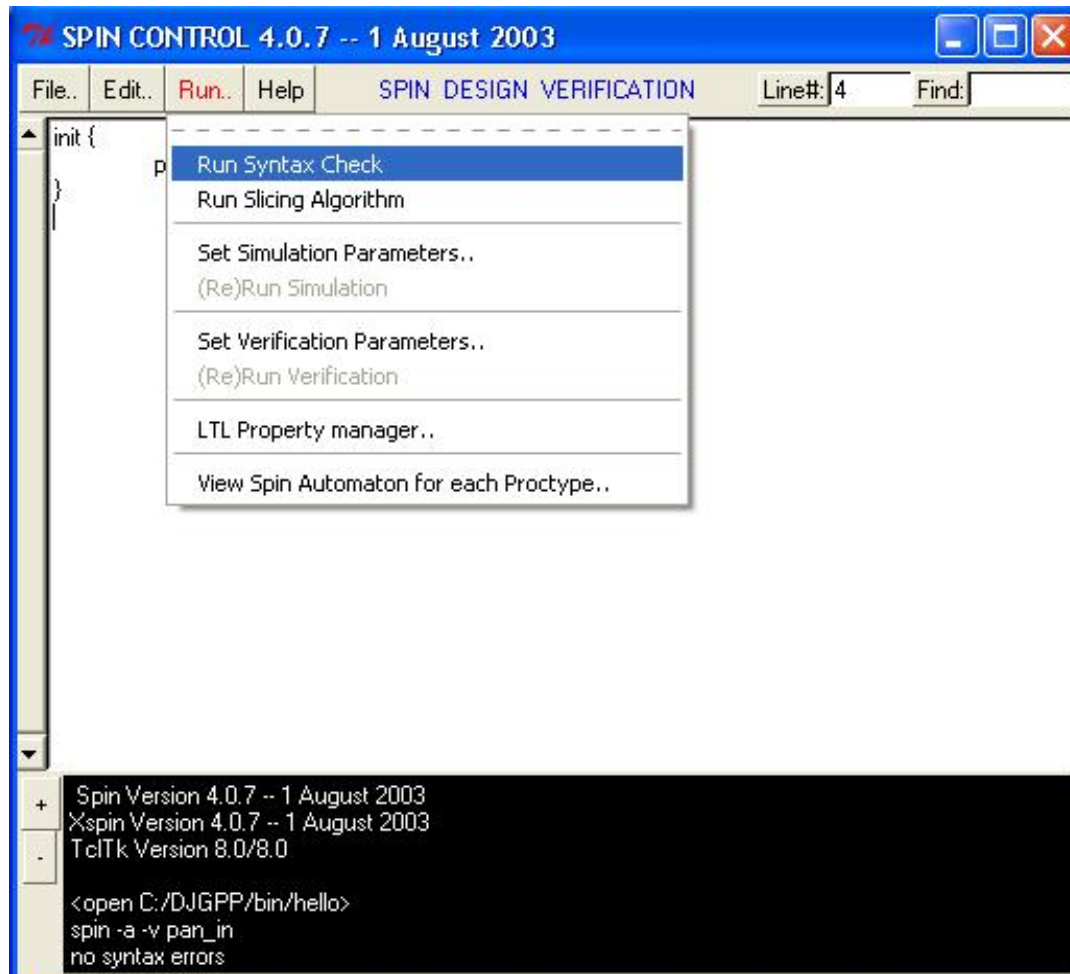 SPIN CONTROL 4.0.7 -- 1 August 2003
File.. Edit.. Run.. Help SPIN DESIGN VERIFICATION Line#: 4 Find:
init {
p
}
Run Syntax Check
Run Slicing Algorithm
Set Simulation Parameters..
(Re)Run Simulation
Set Verification Parameters..
(Re)Run Verification
LTL Property manager..
View Spin Automaton for each Proctype..
+
-
Spin Version 4.0.7 -- 1 August 2003
Xspin Version 4.0.7 -- 1 August 2003
TclTk Version 8.0/8.0
<open C:/DJGPP/bin/hello>
spin -a -v pan_in
no syntax errors